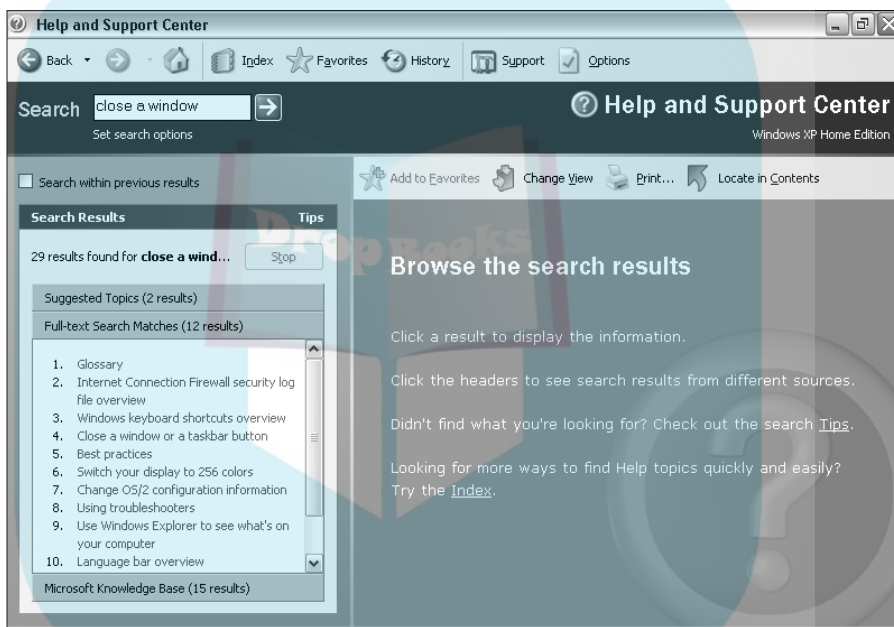 Help and Support Center
Back
Index
Favorites
History
Support
Options
Search
close a window
Set search options
Help and Support Center
Windows XP Home Edition
Search within previous results
Add to Favorites
Change View
Print...
Locate in Contents
Search Results
Tips
29 results found for close a wind...
Stop
Suggested Topics (2 results)
Full-text Search Matches (12 results)
1. Glossary
2. Internet Connection Firewall security log
file overview
3. Windows keyboard shortcuts overview
4. Close a window or a taskbar button
5. Best practices
6. Switch your display to 256 colors
7. Change OS/2 configuration information
8. Using troubleshooters
9. Use Windows Explorer to see what's on
your computer
10. Language bar overview
Microsoft Knowledge Base (15 results)
Browse the search results
Click a result to display the information.
Click the headers to see search results from different sources.
Didn't find what you're looking for? Check out the search Tips.
Looking for more ways to find Help topics quickly and easily?
Try the Index.
DropBooks